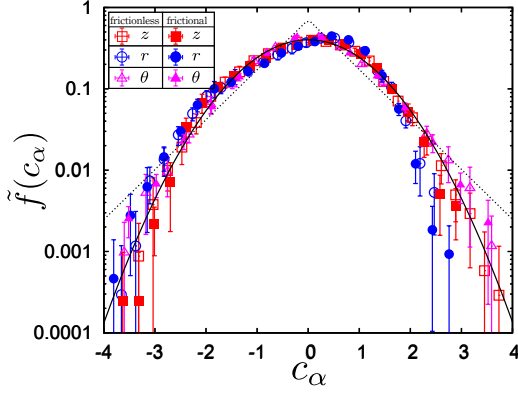 frictionless frictional
z z
r r
θ θ
f̃(c_α)
1
0.1
0.01
0.001
0.0001
-4 -3 -2 -1 0 1 2 3 4
c_α